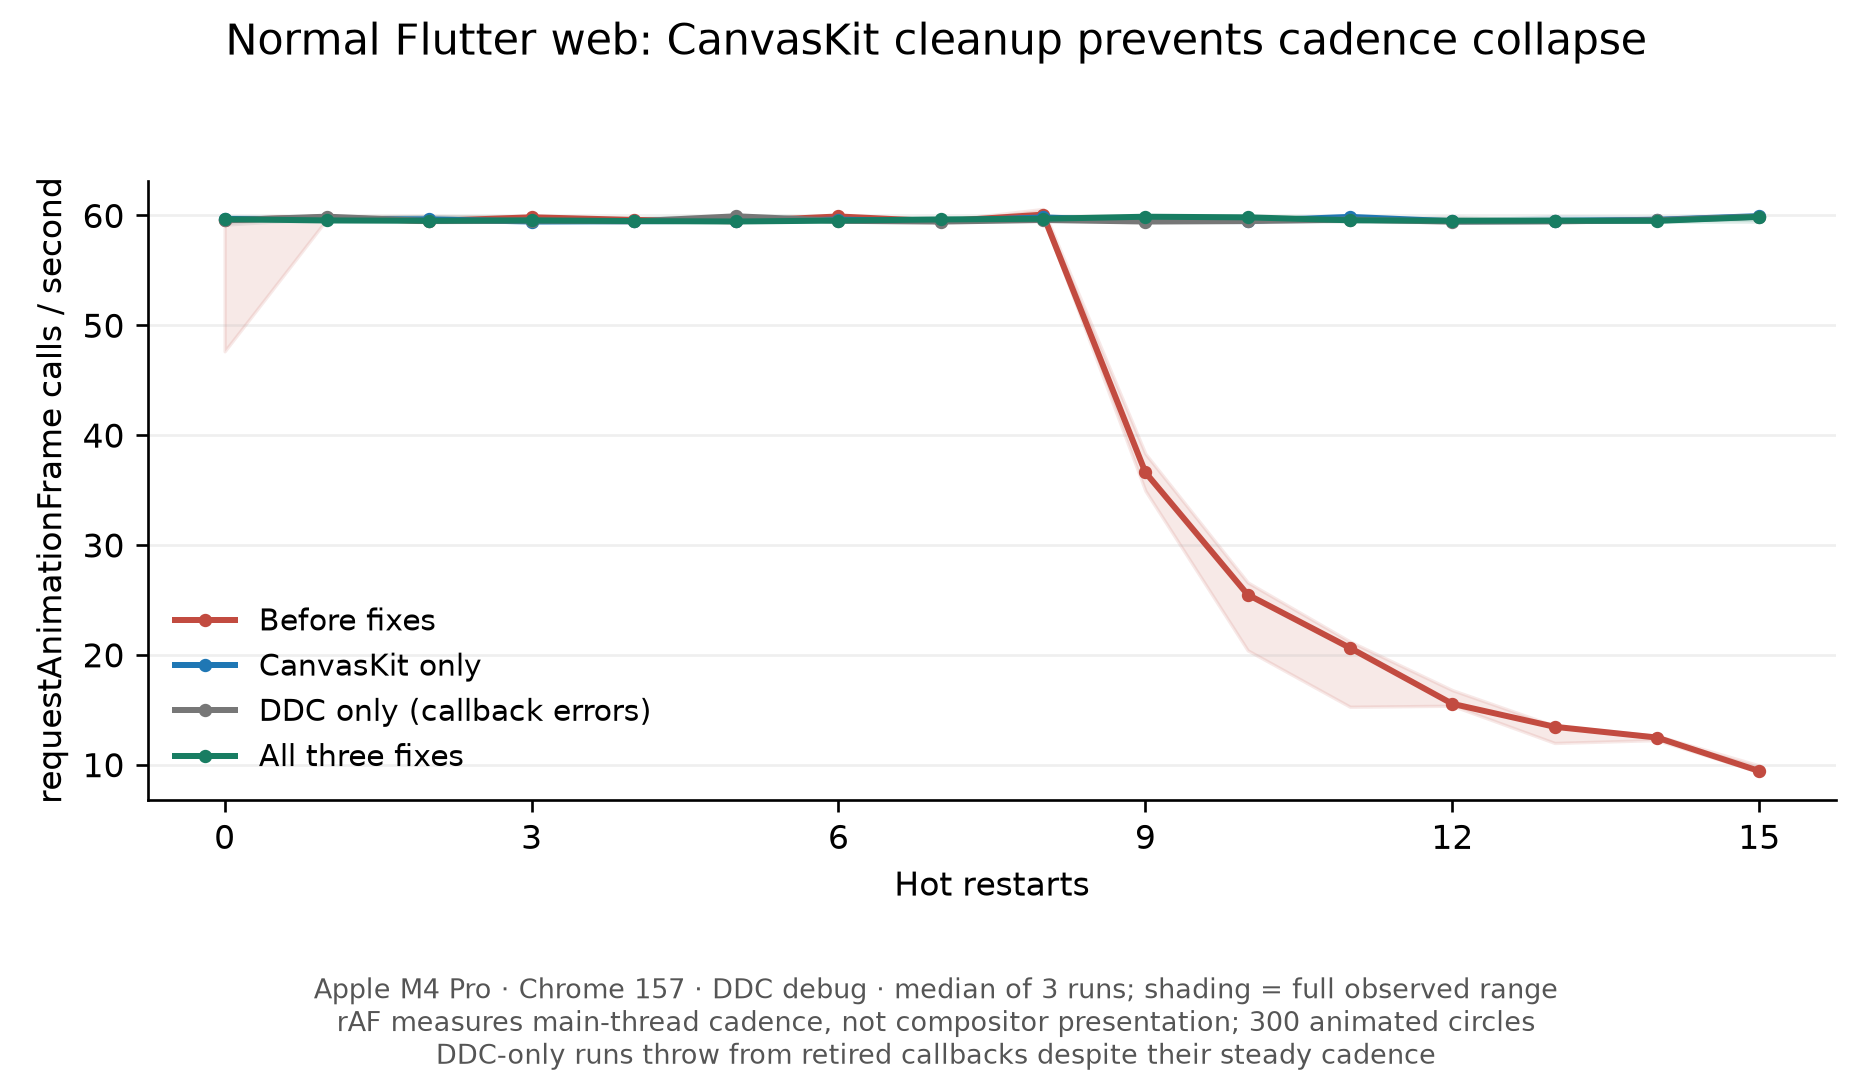 Normal Flutter web: CanvasKit cleanup prevents cadence collapse
requestAnimationFrame calls / second
60
50
40
30
20
10
Before fixes
CanvasKit only
DDC only (callback errors)
All three fixes
0
3
6
9
12
15
Hot restarts
Apple M4 Pro · Chrome 157 · DDC debug · median of 3 runs; shading = full observed range
rAF measures main-thread cadence, not compositor presentation; 300 animated circles
DDC-only runs throw from retired callbacks despite their steady cadence